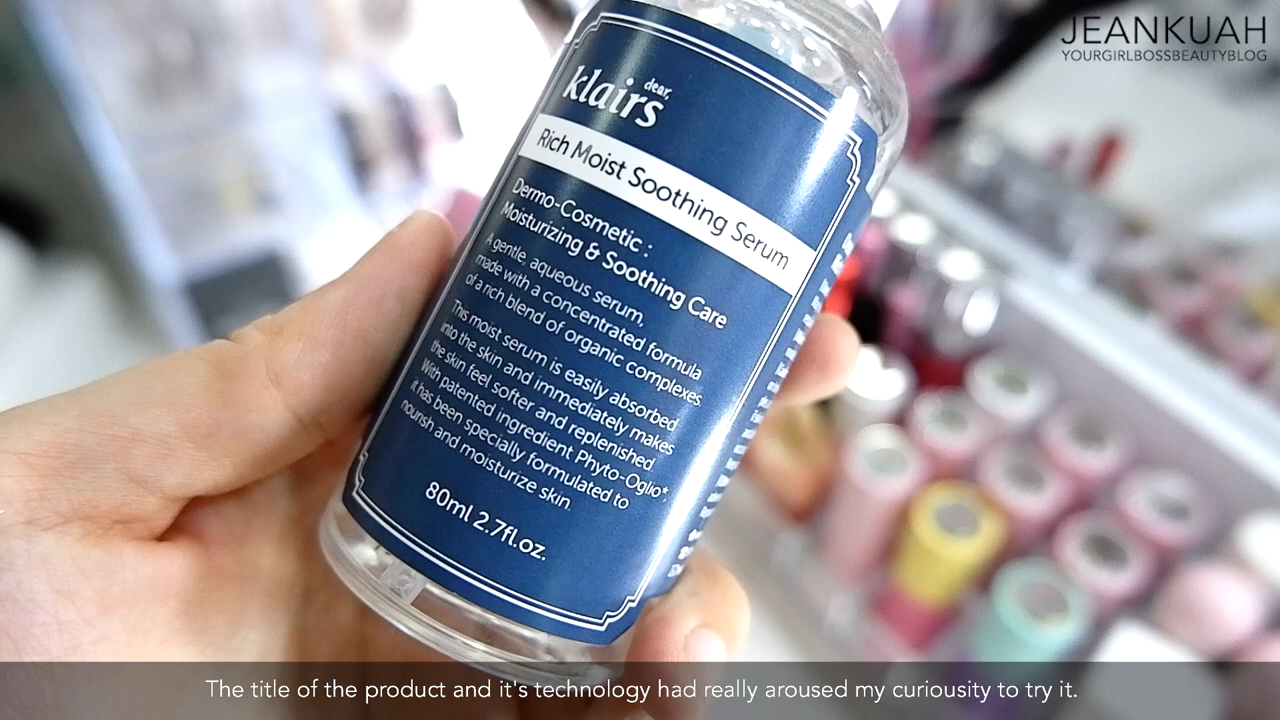 JEANKUAH
YOURGIRLBOSSBEAUTYBLOG
dear,
klairs
Rich Moist Soothing Serum
Dermo-Cosmetic :
Moisturizing & Soothing Care
A gentle, aqueous serum,
made with a concentrated formula
of a rich blend of organic complexes
This moist serum is easily absorbed
into the skin and immediately makes
the skin feel softer and replenished
With patented ingredient Phyto-Oglio*,
it has been specially formulated to
nourish and moisturize skin.
80ml 2.7fl.oz.
The title of the product and it's technology had really aroused my curiousity to try it.